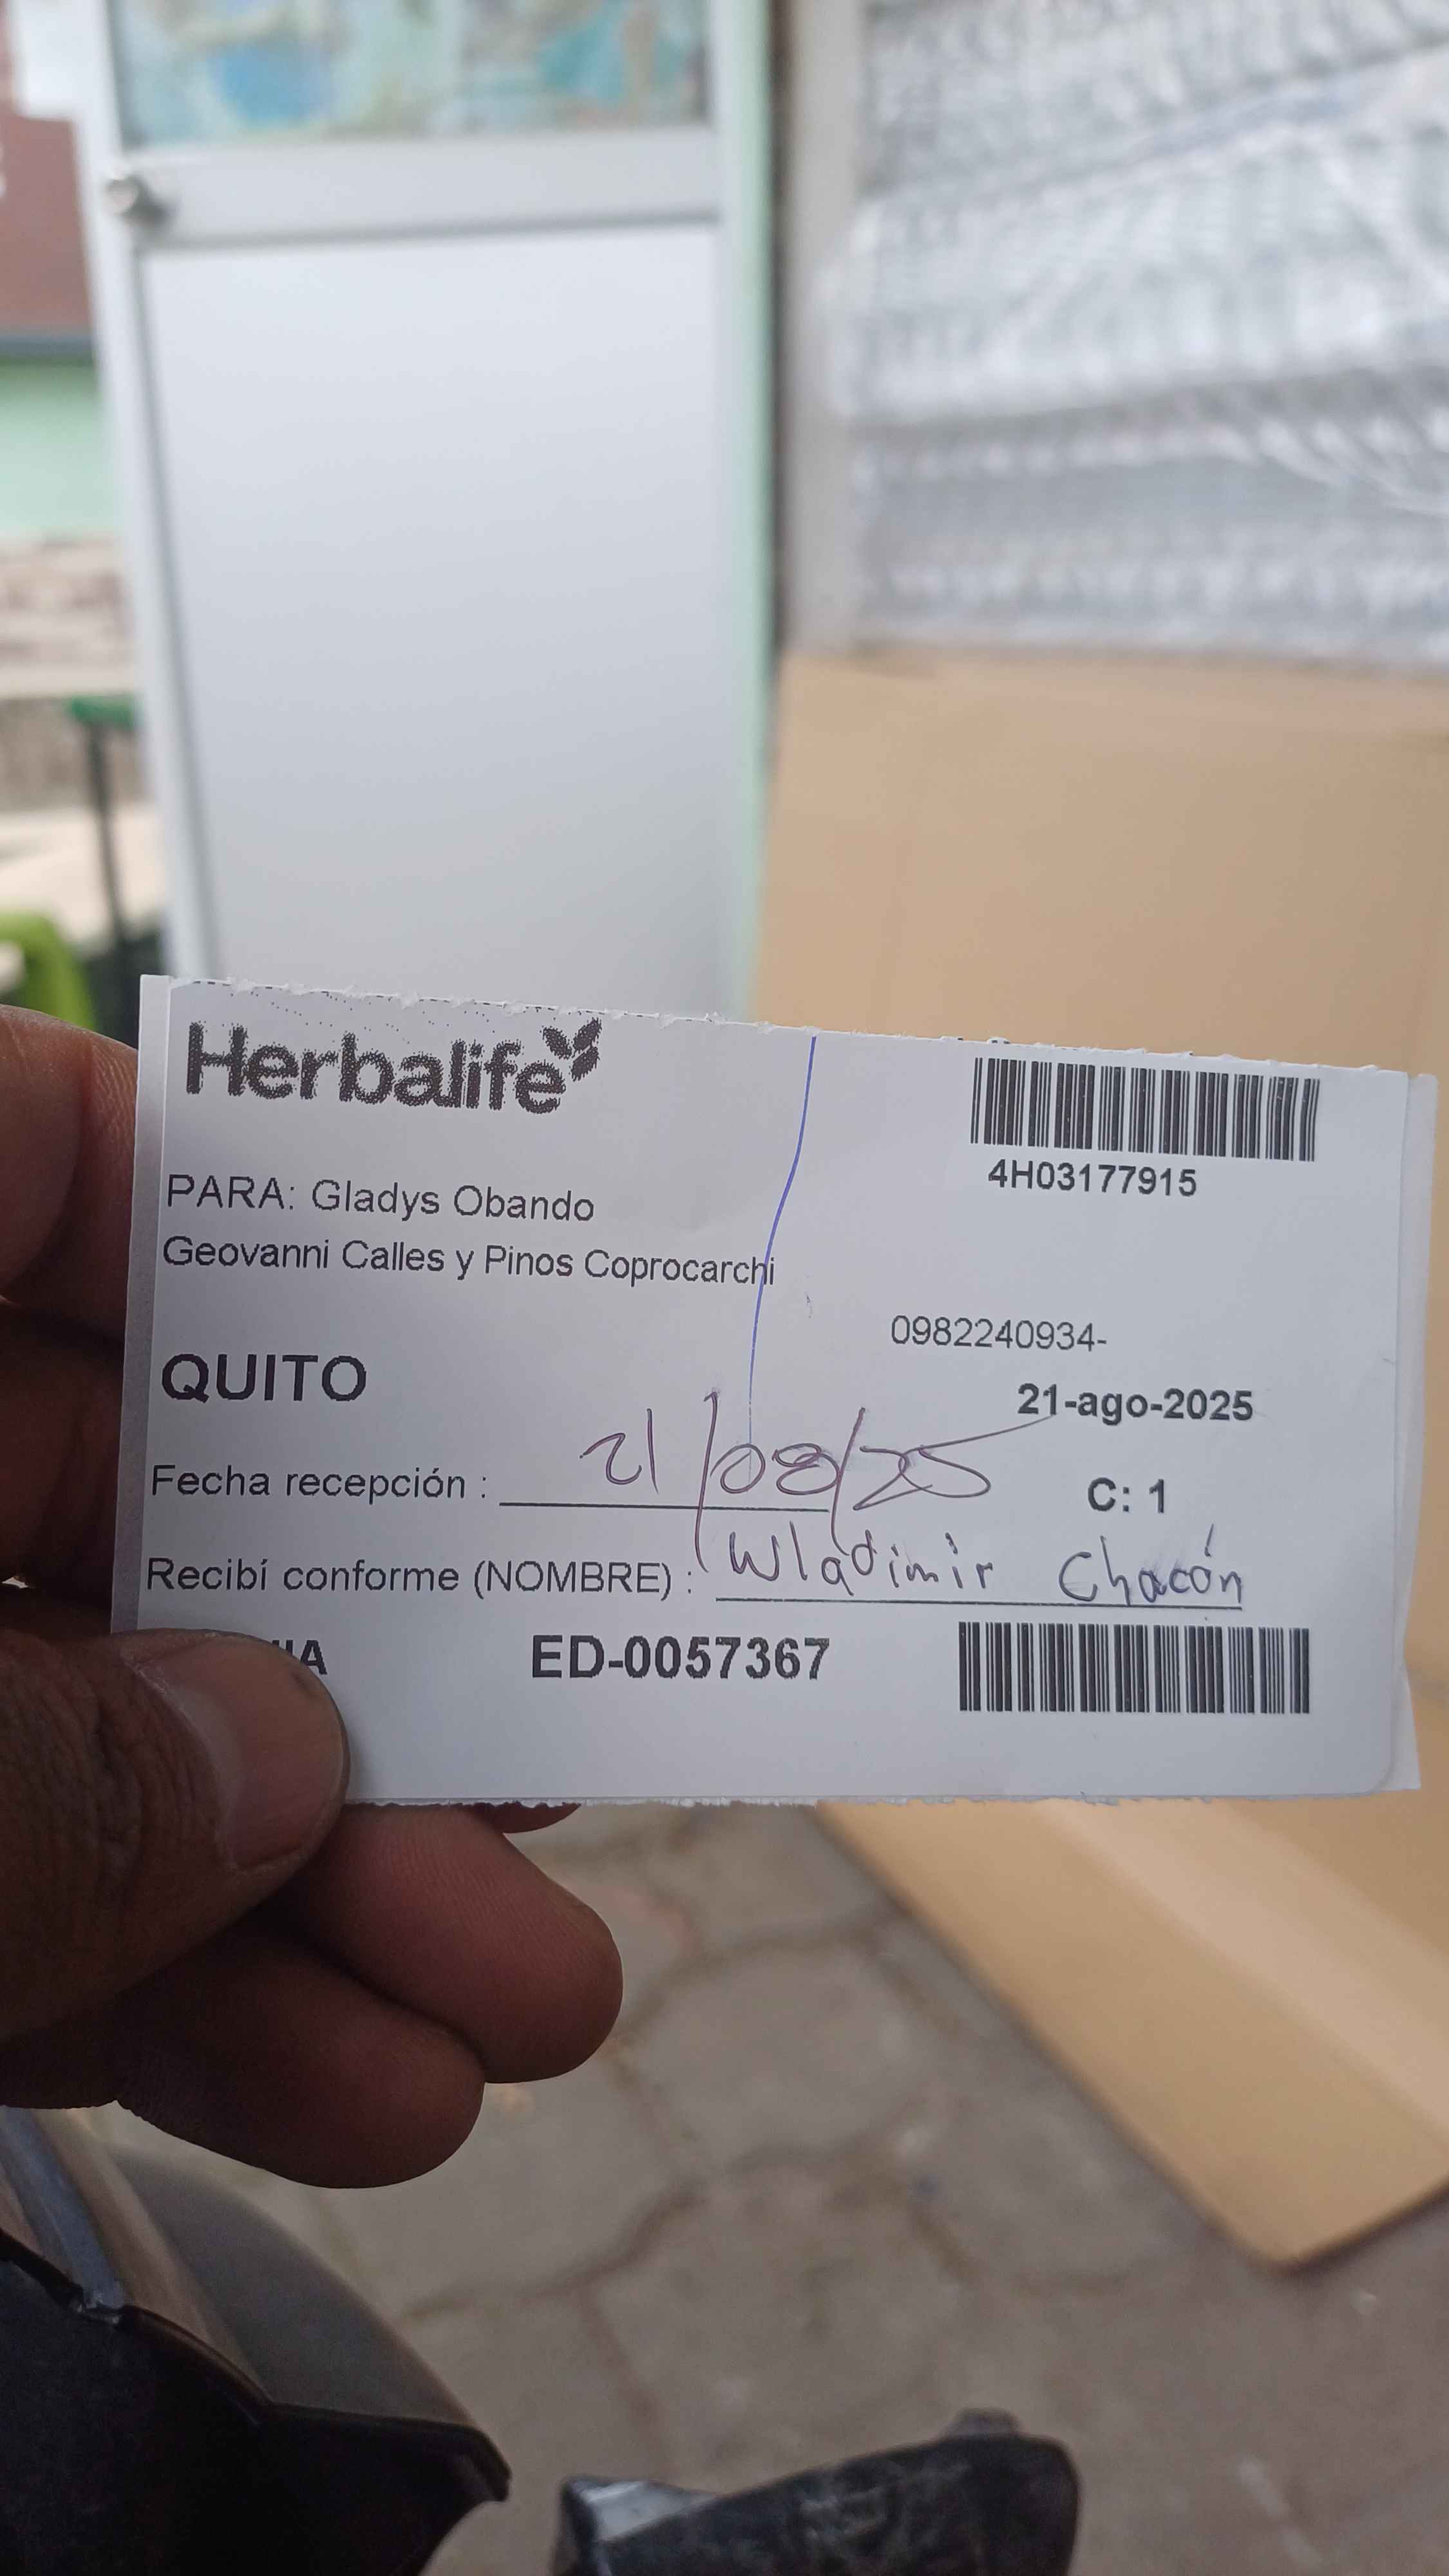 Herbalife
4H03177915
PARA: Gladys Obando
Geovanni Calles y Pinos Coprocarchi
0982240934-
QUITO
21-ago-2025
Fecha recepción : 21/08/25
C: 1
Recibí conforme (NOMBRE) : Wladimir Chacón
ED-0057367